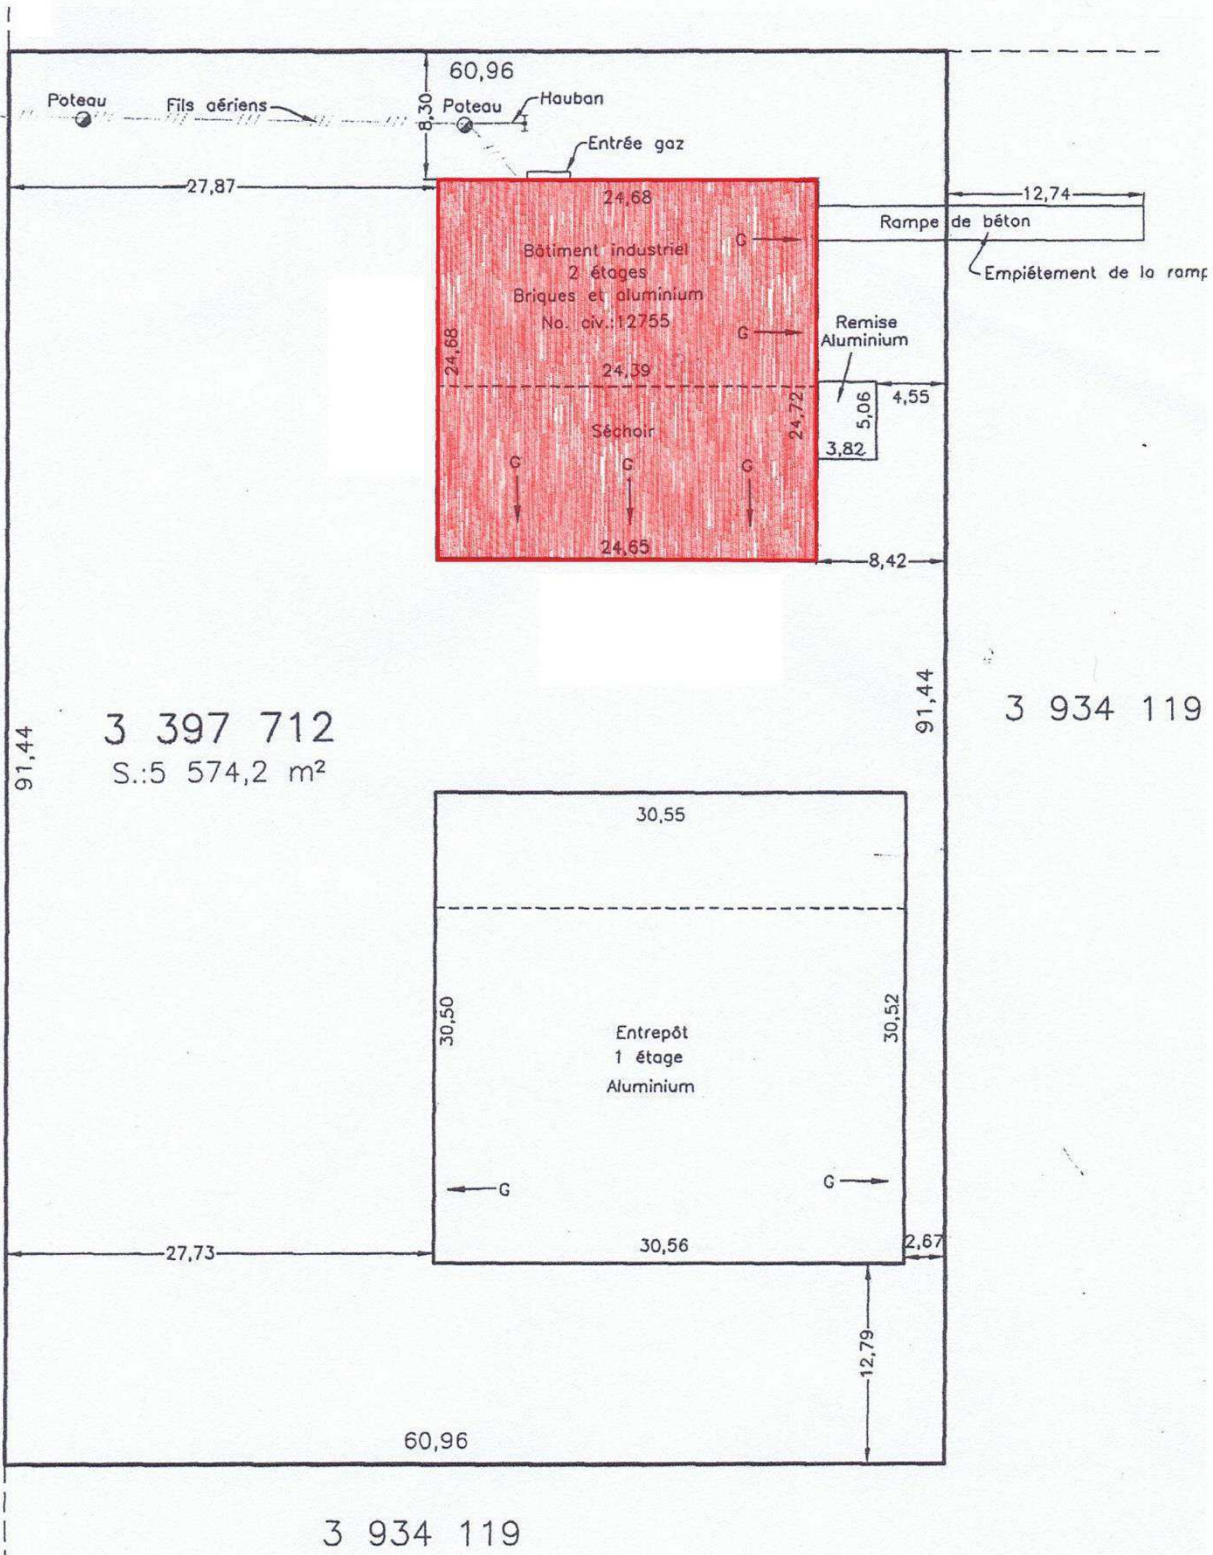 60,96
8,30
Poteau
Fils aériens
Poteau
Hauban
Entrée gaz
27,87
24,68
12,74
Rampe de béton
Empiétement de la ramp
G
Bâtiment industriel
2 étages
Briques et aluminium
No. civ.:12755
G
Remise
Aluminium
24,68
24,39
24,72
5,06
4,55
3,82
Séchoir
G G G
24,65
8,42
91,44
91,44
3 397 712
S.:5 574,2 m²
3 934 119
30,55
30,50
30,52
Entrepôt
1 étage
Aluminium
G
G
27,73
30,56
2,67
12,79
60,96
3 934 119